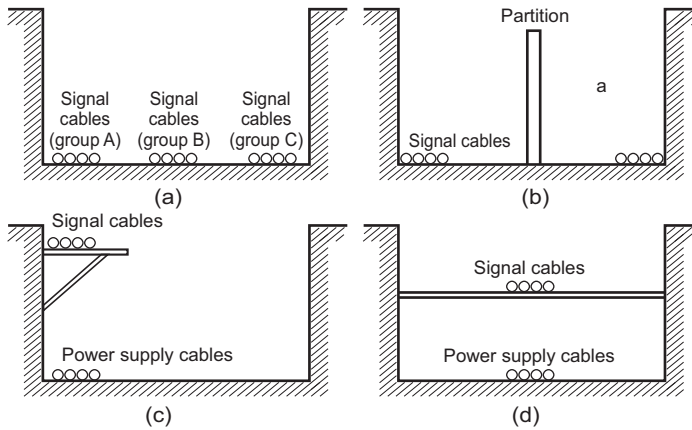 Signal
cables
(group A)
Signal
cables
(group B)
Signal
cables
(group C)
(a)
Partition
a
Signal cables
(b)
Signal cables
Power supply cables
(c)
Signal cables
Power supply cables
(d)